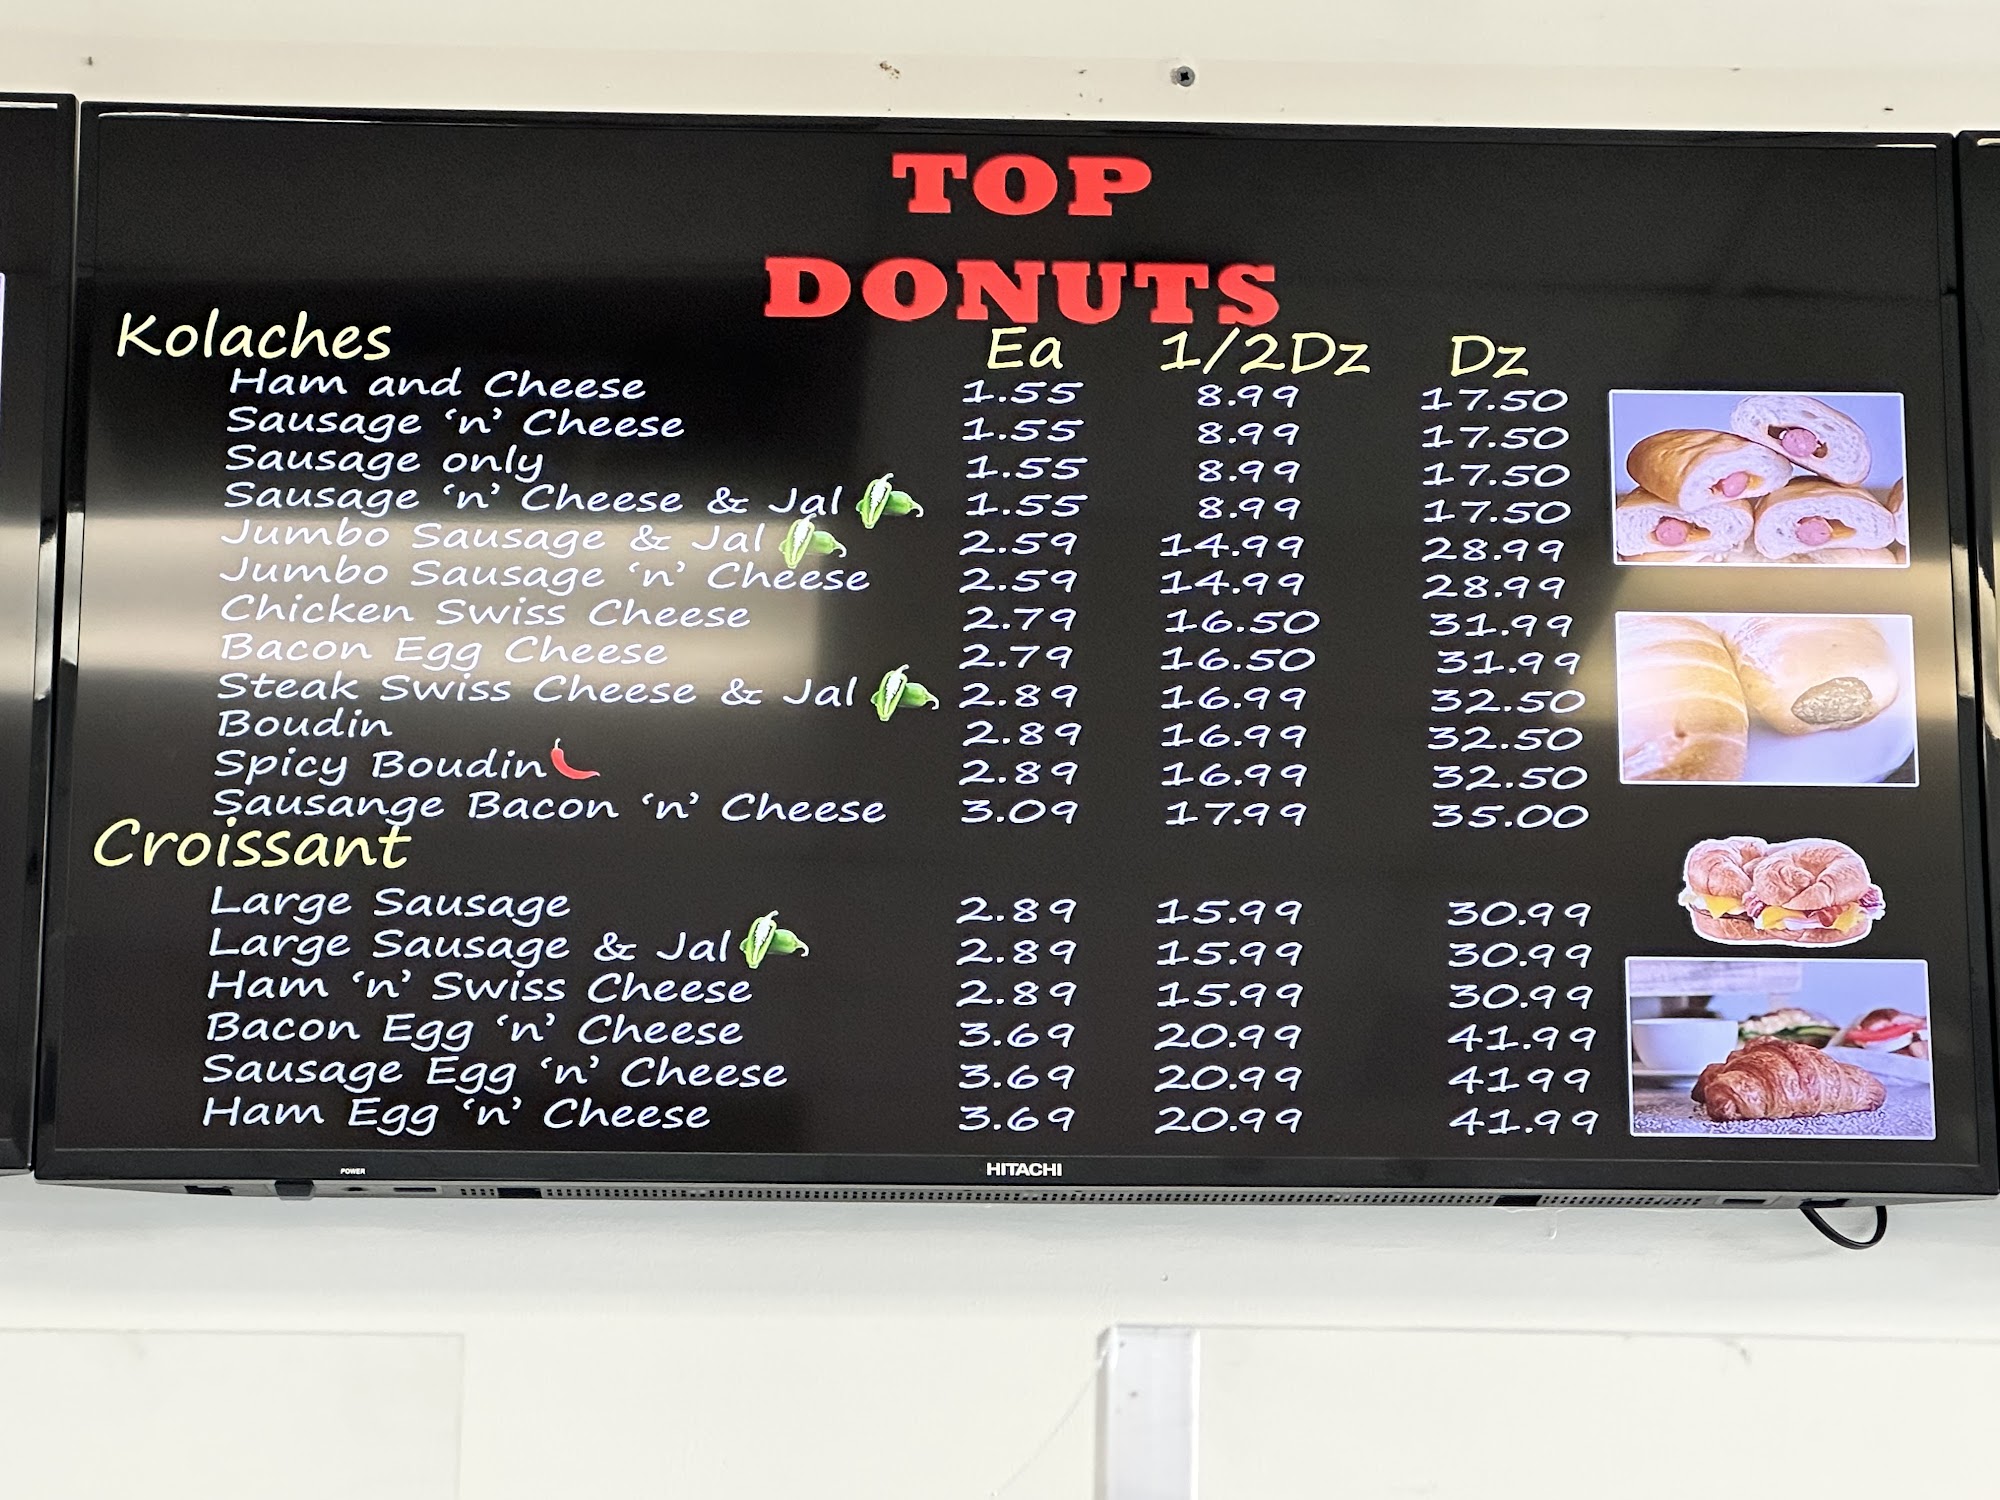 TOP
DONUTS
Kolaches Ea 1/2Dz Dz
Ham and Cheese 1.55 8.99 17.50
Sausage ‘n’ Cheese 1.55 8.99 17.50
Sausage only 1.55 8.99 17.50
Sausage ‘n’ Cheese & Jal 1.55 8.99 17.50
Jumbo Sausage & Jal 2.59 14.99 28.99
Jumbo Sausage ‘n’ Cheese 2.59 14.99 28.99
Chicken Swiss Cheese 2.79 16.50 31.99
Bacon Egg Cheese 2.79 16.50 31.99
Steak Swiss Cheese & Jal 2.89 16.99 32.50
Boudin 2.89 16.99 32.50
Spicy Boudin 2.89 16.99 32.50
Sausange Bacon ‘n’ Cheese 3.09 17.99 35.00
Croissant
Large Sausage 2.89 15.99 30.99
Large Sausage & Jal 2.89 15.99 30.99
Ham ‘n’ Swiss Cheese 2.89 15.99 30.99
Bacon Egg ‘n’ Cheese 3.69 20.99 41.99
Sausage Egg ‘n’ Cheese 3.69 20.99 4199
Ham Egg ‘n’ Cheese 3.69 20.99 41.99
POWER HITACHI